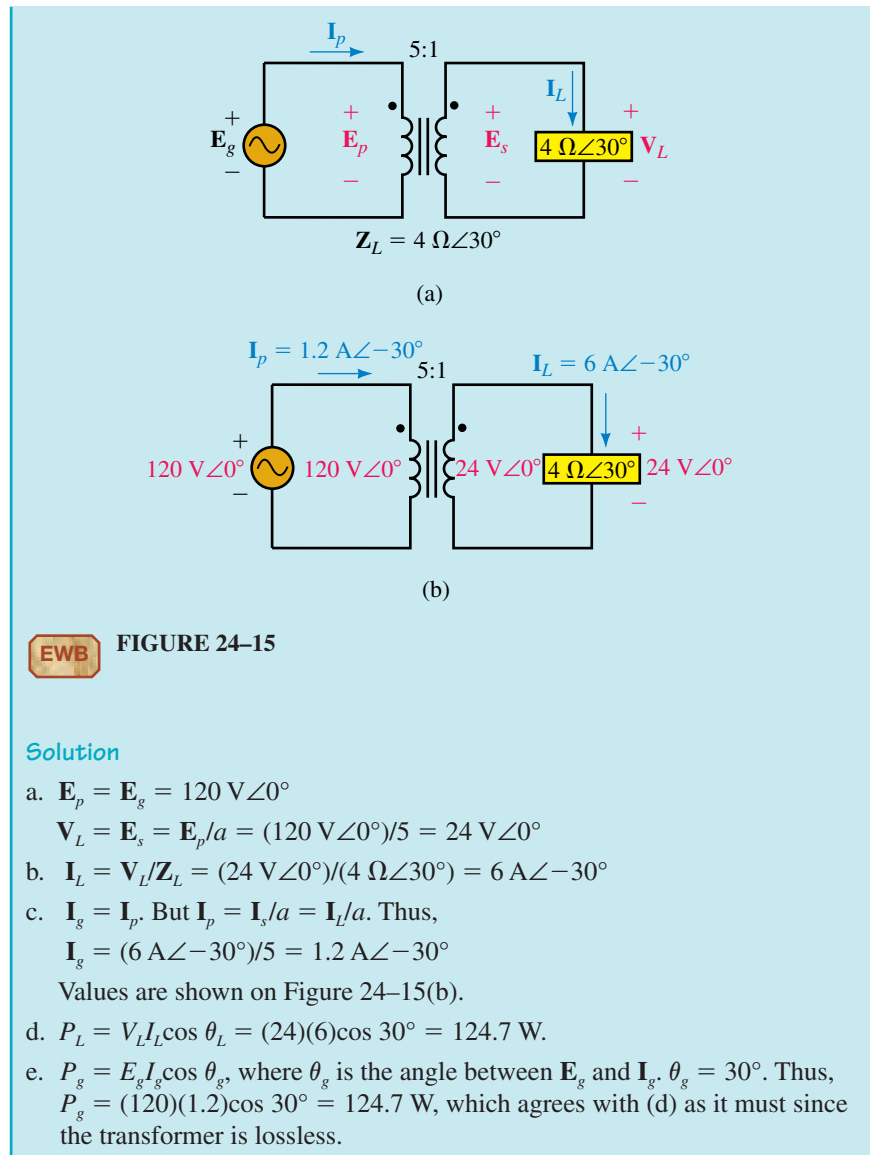 I_p
5:1
I_L
+ + + +
E_g E_p E_s 4 Ω∠30° V_L
− − − −
Z_L = 4 Ω∠30°
(a)
I_p = 1.2 A∠−30°
5:1
I_L = 6 A∠−30°
+ +
120 V∠0° 120 V∠0° 24 V∠0° 4 Ω∠30° 24 V∠0°
− −
(b)
EWB FIGURE 24–15
Solution
a. E_p = E_g = 120 V∠0°
V_L = E_s = E_p/a = (120 V∠0°)/5 = 24 V∠0°
b. I_L = V_L/Z_L = (24 V∠0°)/(4 Ω∠30°) = 6 A∠−30°
c. I_g = I_p. But I_p = I_s/a = I_L/a. Thus,
I_g = (6 A∠−30°)/5 = 1.2 A∠−30°
Values are shown on Figure 24–15(b).
d. P_L = V_L I_L cos θ_L = (24)(6)cos 30° = 124.7 W.
e. P_g = E_g I_g cos θ_g, where θ_g is the angle between E_g and I_g. θ_g = 30°. Thus,
P_g = (120)(1.2)cos 30° = 124.7 W, which agrees with (d) as it must since
the transformer is lossless.